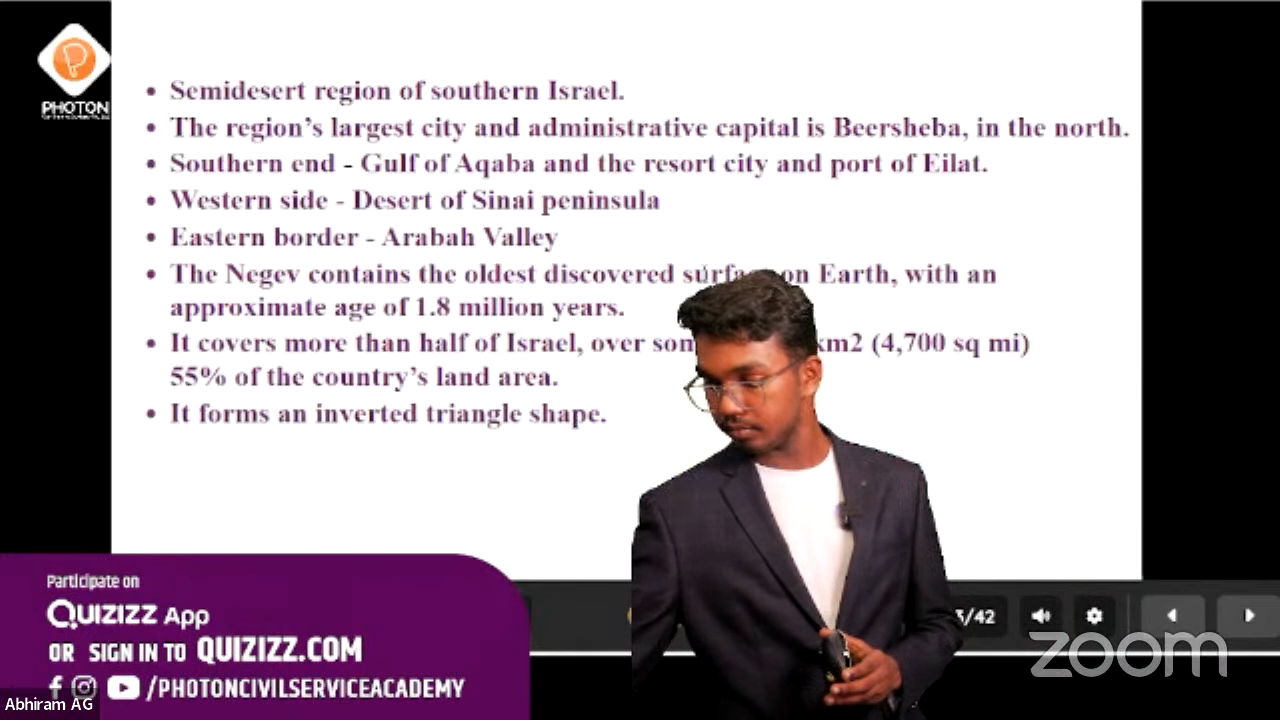 PHOTON
• Semidesert region of southern Israel.
• The region's largest city and administrative capital is Beersheba, in the north.
• Southern end - Gulf of Aqaba and the resort city and port of Eilat.
• Western side - Desert of Sinai peninsula
• Eastern border - Arabah Valley
• The Negev contains the oldest discovered on Earth, with an
approximate age of 1.8 million years.
• It covers more than half of Israel, over km2 (4,700 sq mi)
55% of the country's land area.
• It forms an inverted triangle shape.
Participate on
QUIZIZZ App
OR SIGN IN TO QUIZIZZ.COM
/PHOTONCIVILSERVICEACADEMY
Abhiram AG
/42
zoom